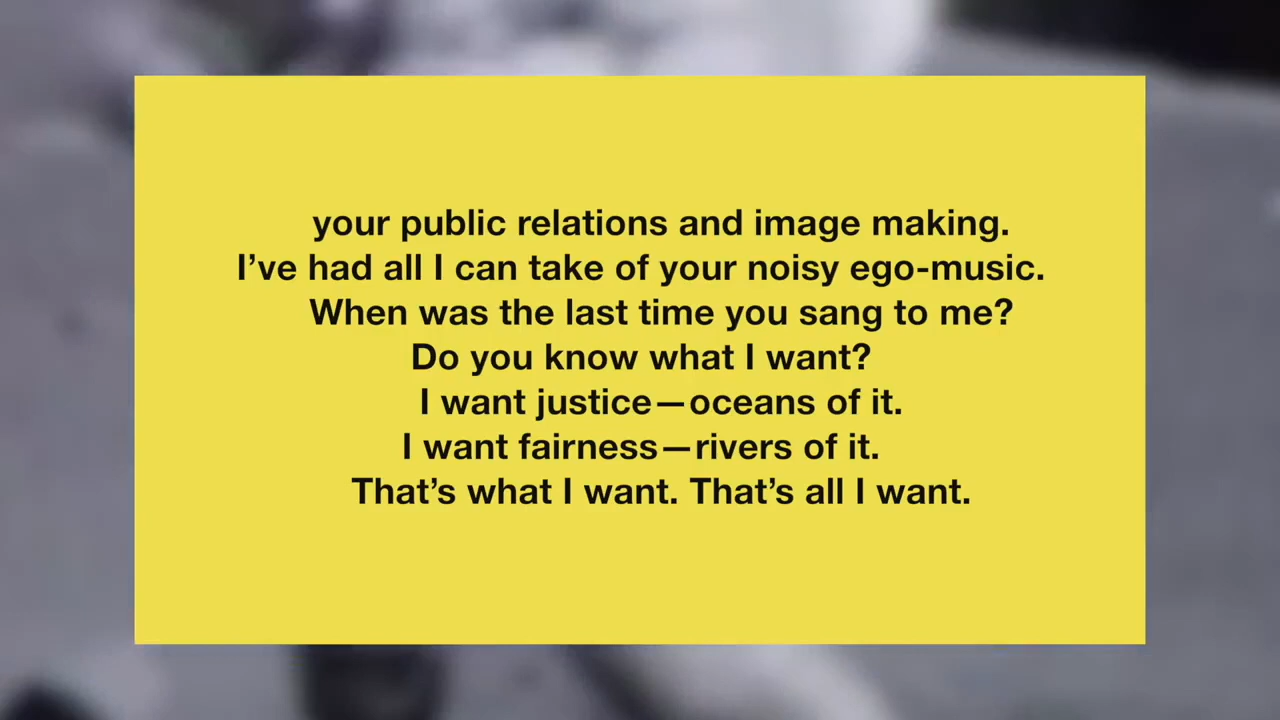 your public relations and image making.
I’ve had all I can take of your noisy ego-music.
When was the last time you sang to me?
Do you know what I want?
I want justice—oceans of it.
I want fairness—rivers of it.
That’s what I want. That’s all I want.